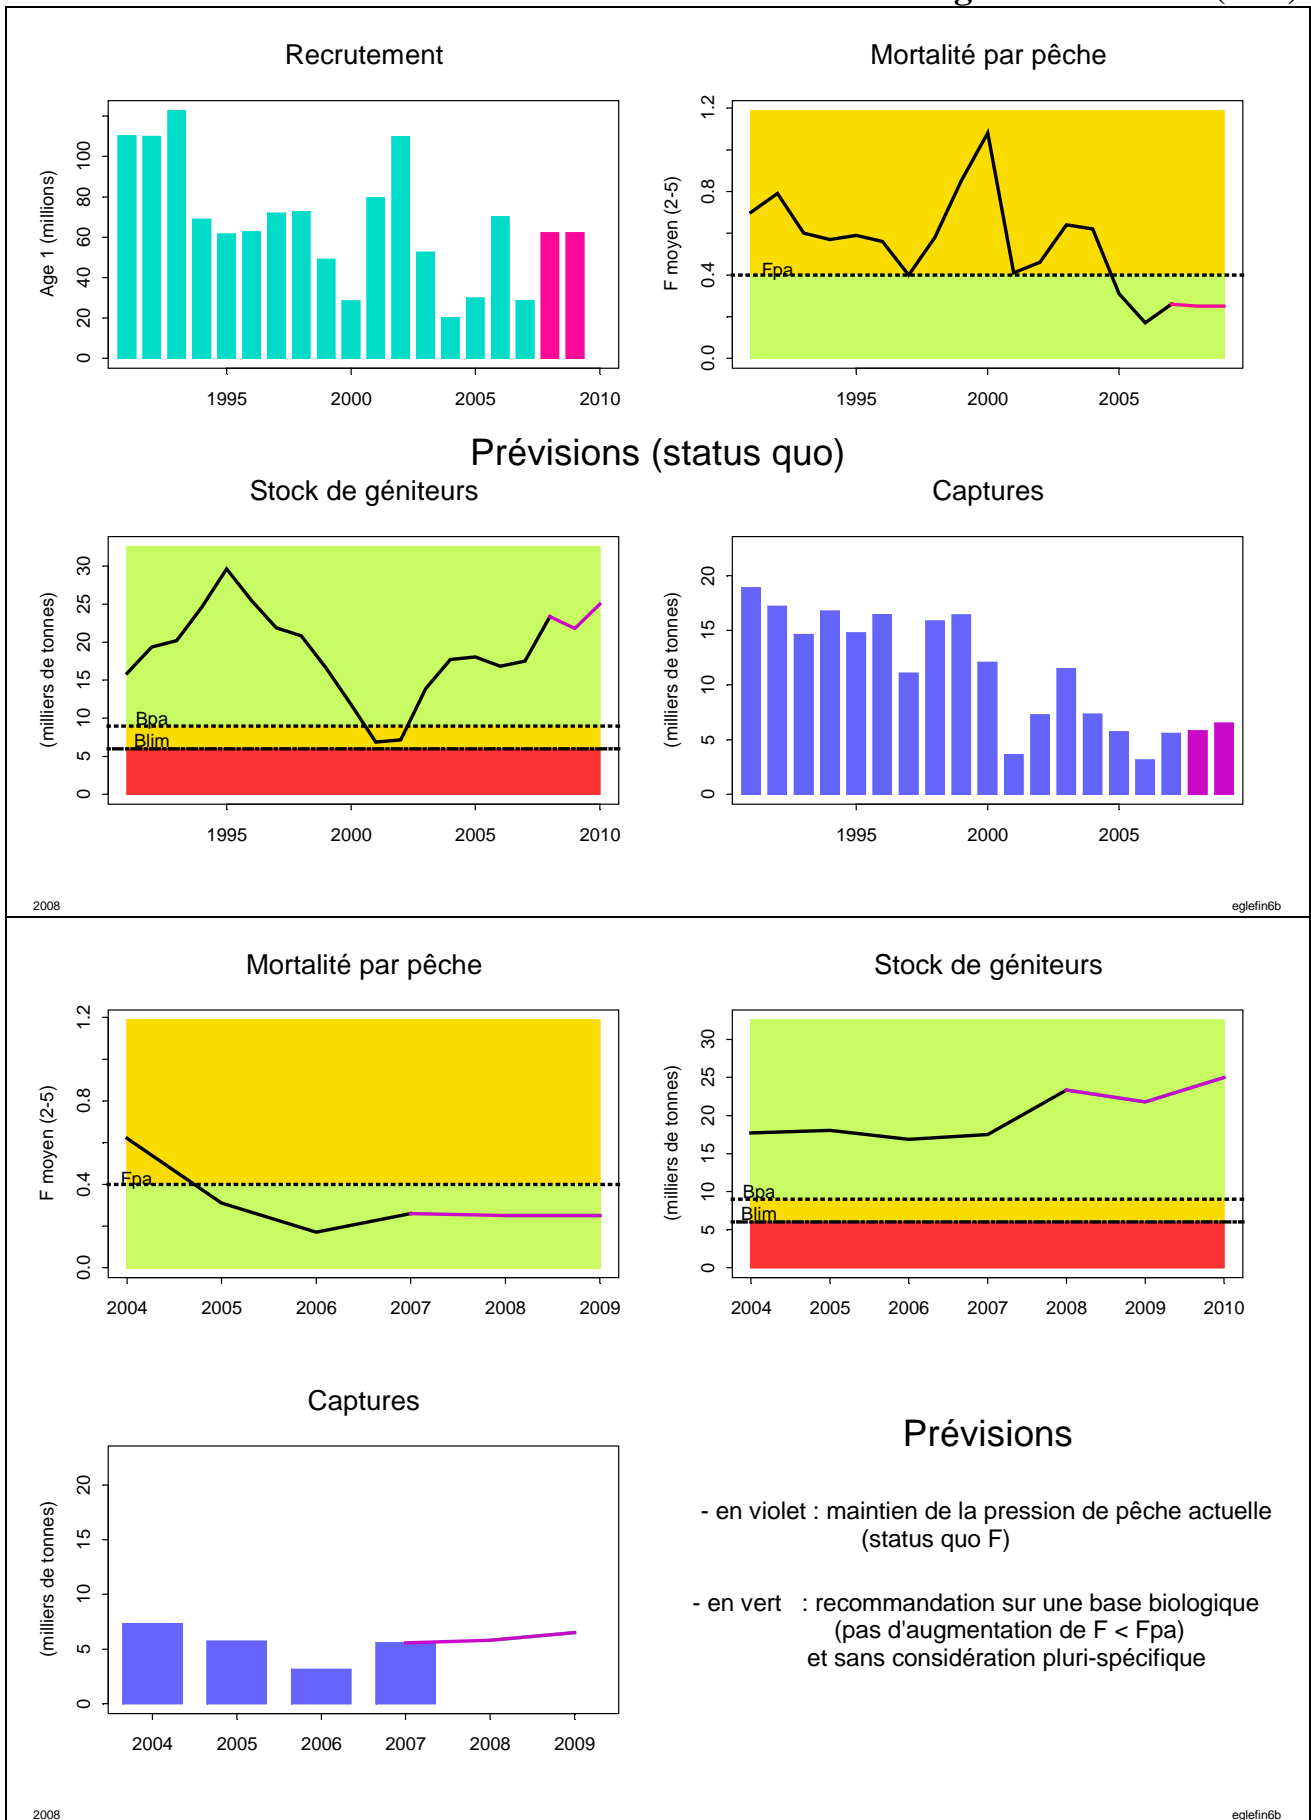 Recrutement
Age 1 (millions)
0 20 40 60 80 100
1995 2000 2005 2010
Mortalité par pêche
F moyen (2-5)
0.0 0.4 0.8 1.2
Fpa
1995 2000 2005
Prévisions (status quo)
Stock de géniteurs
(milliers de tonnes)
0 5 10 15 20 25 30
Bpa
Blim
1995 2000 2005 2010
Captures
(milliers de tonnes)
0 5 10 15 20
1995 2000 2005
2008
eglefin6b
Mortalité par pêche
F moyen (2-5)
0.0 0.4 0.8 1.2
Fpa
2004 2005 2006 2007 2008 2009
Stock de géniteurs
(milliers de tonnes)
0 5 10 15 20 25 30
Bpa
Blim
2004 2005 2006 2007 2008 2009 2010
Captures
(milliers de tonnes)
0 5 10 15 20
2004 2005 2006 2007 2008 2009
Prévisions
- en violet : maintien de la pression de pêche actuelle
(status quo F)
- en vert : recommandation sur une base biologique
(pas d'augmentation de F < Fpa)
et sans considération pluri-spécifique
2008
eglefin6b